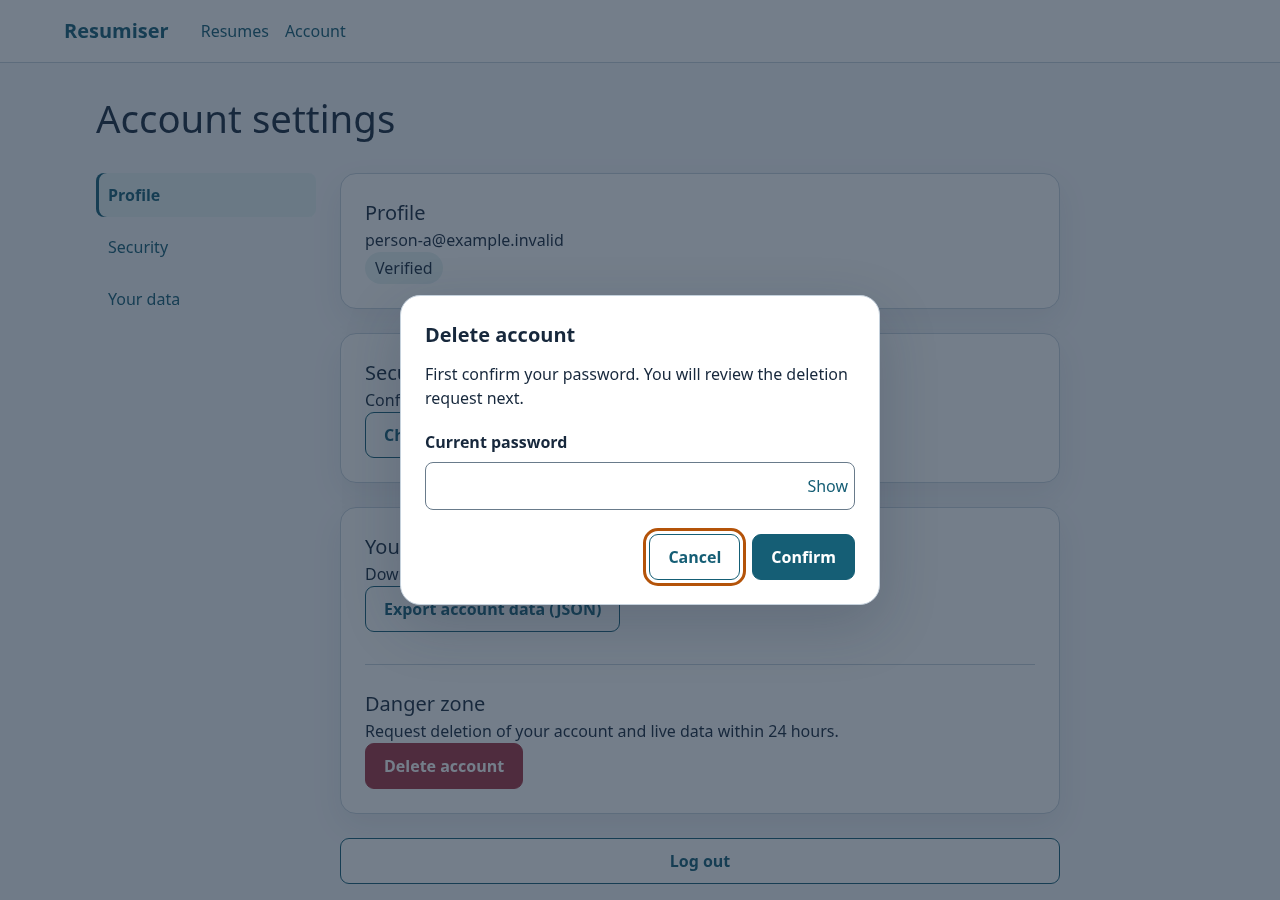 Resumiser Resumes Account
Account settings
Profile
Security
Your data
Profile
person-a@example.invalid
Verified
Delete account
First confirm your password. You will review the deletion
request next.
Current password
Show
Cancel Confirm
Export account data (JSON)
Danger zone
Request deletion of your account and live data within 24 hours.
Delete account
Log out